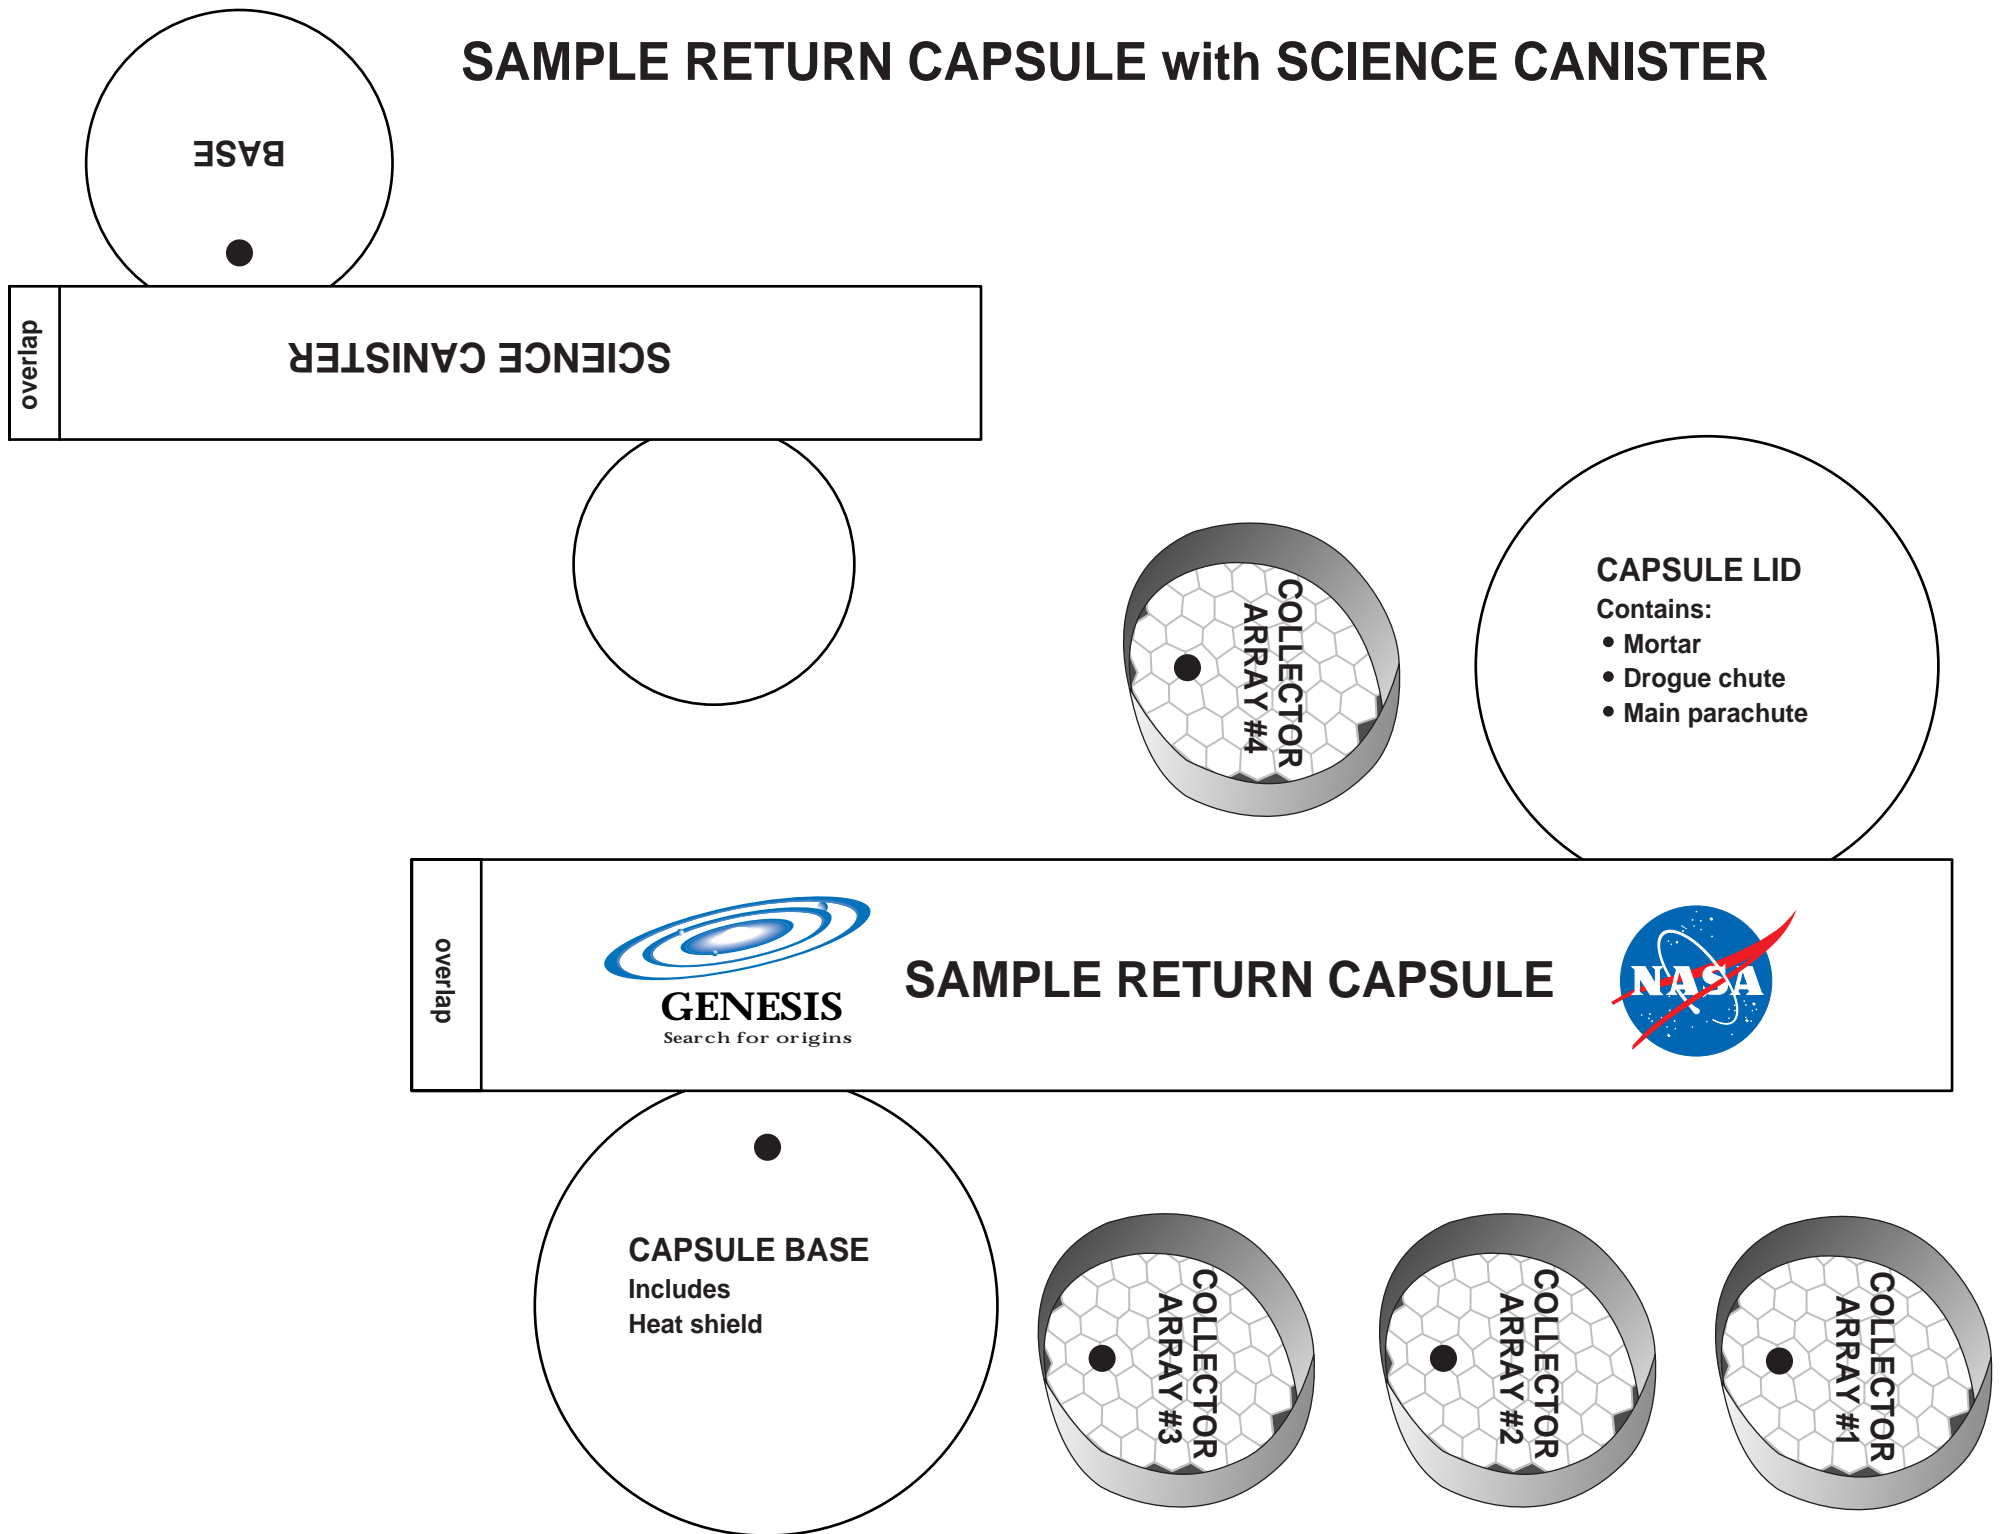 SAMPLE RETURN CAPSULE with SCIENCE CANISTER
BASE
overlap
SCIENCE CANISTER
COLLECTOR
ARRAY #4
CAPSULE LID
Contains:
• Mortar
• Drogue chute
• Main parachute
overlap
GENESIS
Search for origins
SAMPLE RETURN CAPSULE
NASA
CAPSULE BASE
Includes
Heat shield
COLLECTOR
ARRAY #3
COLLECTOR
ARRAY #2
COLLECTOR
ARRAY #1